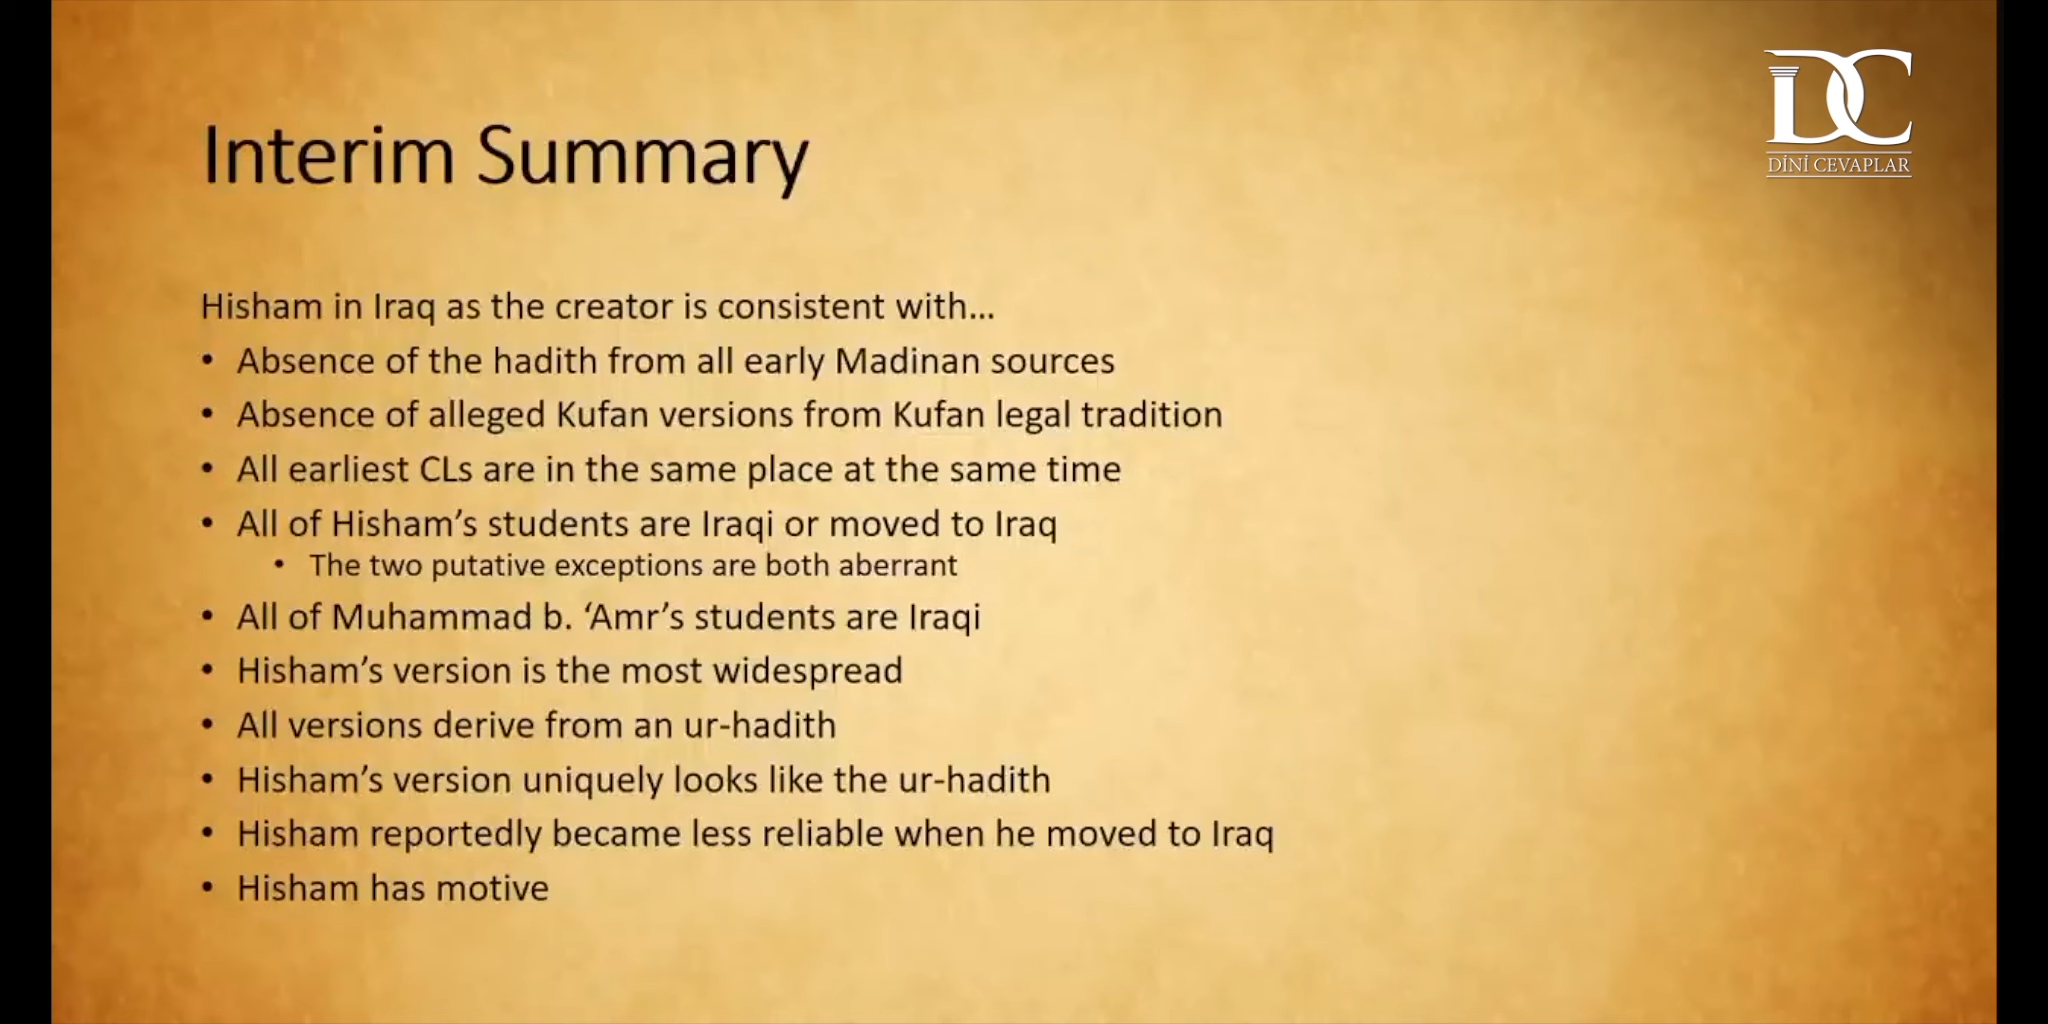 DC
DİNİ CEVAPLAR
Interim Summary
Hisham in Iraq as the creator is consistent with...
• Absence of the hadith from all early Madinan sources
• Absence of alleged Kufan versions from Kufan legal tradition
• All earliest CLs are in the same place at the same time
• All of Hisham’s students are Iraqi or moved to Iraq
• The two putative exceptions are both aberrant
• All of Muhammad b. ‘Amr’s students are Iraqi
• Hisham’s version is the most widespread
• All versions derive from an ur-hadith
• Hisham’s version uniquely looks like the ur-hadith
• Hisham reportedly became less reliable when he moved to Iraq
• Hisham has motive